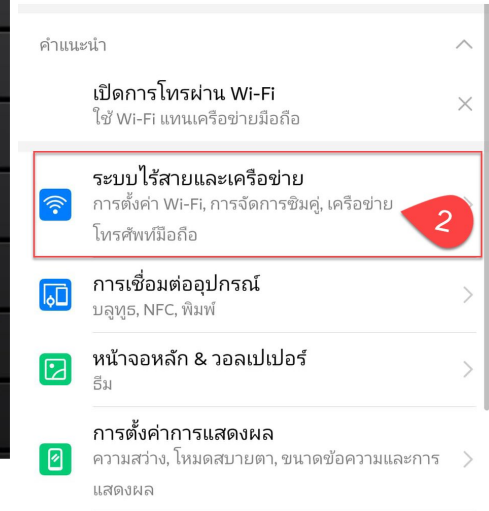 คำแนะนำ
เปิดการโทรผ่าน Wi-Fi
ใช้ Wi-Fi แทนเครือข่ายมือถือ
ระบบไร้สายและเครือข่าย
การตั้งค่า Wi-Fi, การจัดการซิมคู่, เครือข่าย
โทรศัพท์มือถือ
2
การเชื่อมต่ออุปกรณ์
บลูทูธ, NFC, พิมพ์
หน้าจอหลัก & วอลเปเปอร์
ธีม
การตั้งค่าการแสดงผล
ความสว่าง, โหมดสบายตา, ขนาดข้อความและการ
แสดงผล